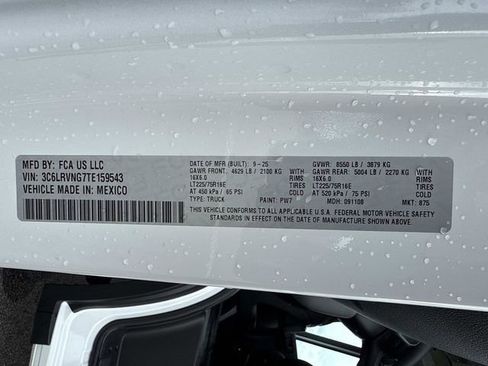 MFD BY: FCA US LLC
VIN: 3C6LRVNG7TE159543
VEHICLE MADE IN: MEXICO
DATE OF MFR (BUILT): 9-25 GVWR: 8550 LB / 3879 KG
GAWR FRONT: 4629 LB / 2100 KG WITH GAWR REAR: 5004 LB / 2270 KG WITH
16X6.0 RIMS 16X6.0 RIMS
LT225/75R16E TIRES LT225/75R16E TIRES
AT 450 kPa / 65 PSI COLD AT 520 kPa / 75 PSI COLD
TYPE: TRUCK PAINT: PW7 MDH: 091108 MKT: 875
THIS VEHICLE CONFORMS TO ALL APPLICABLE U.S.A. FEDERAL MOTOR VEHICLE SAFETY
STANDARDS IN EFFECT ON THE DATE OF MANUFACTURE SHOWN ABOVE.